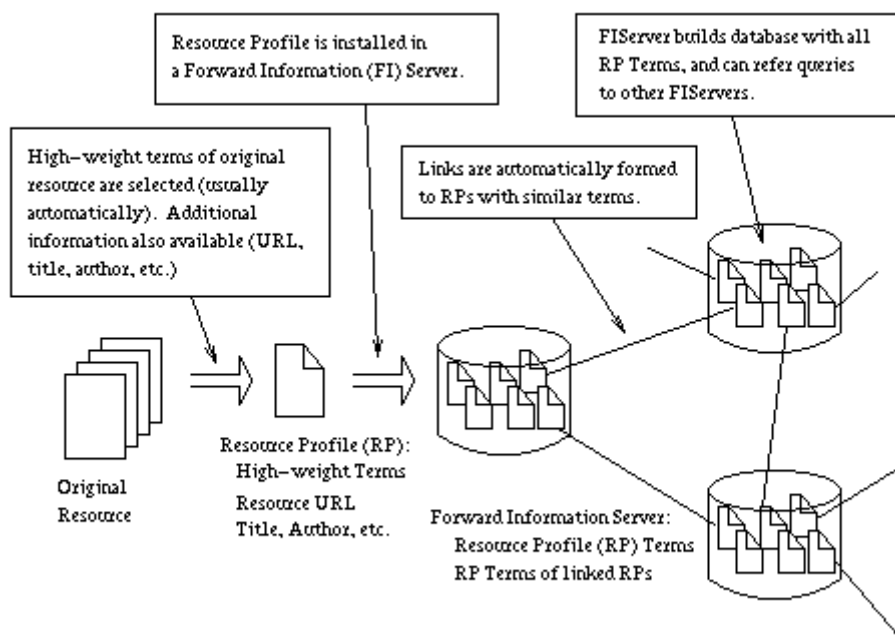 Resource Profile is installed in
a Forward Information (FI) Server.
FIServer builds database with all
RP Terms, and can refer queries
to other FIServers.
High-weight terms of original
resource are selected (usually
automatically). Additional
information also available (URL,
title, author, etc.)
Links are automatically formed
to RPs with similar terms.
Original
Resource
Resource Profile (RP):
High-weight Terms
Resource URL
Title, Author, etc.
Forward Information Server:
Resource Profile (RP) Terms
RP Terms of linked RPs